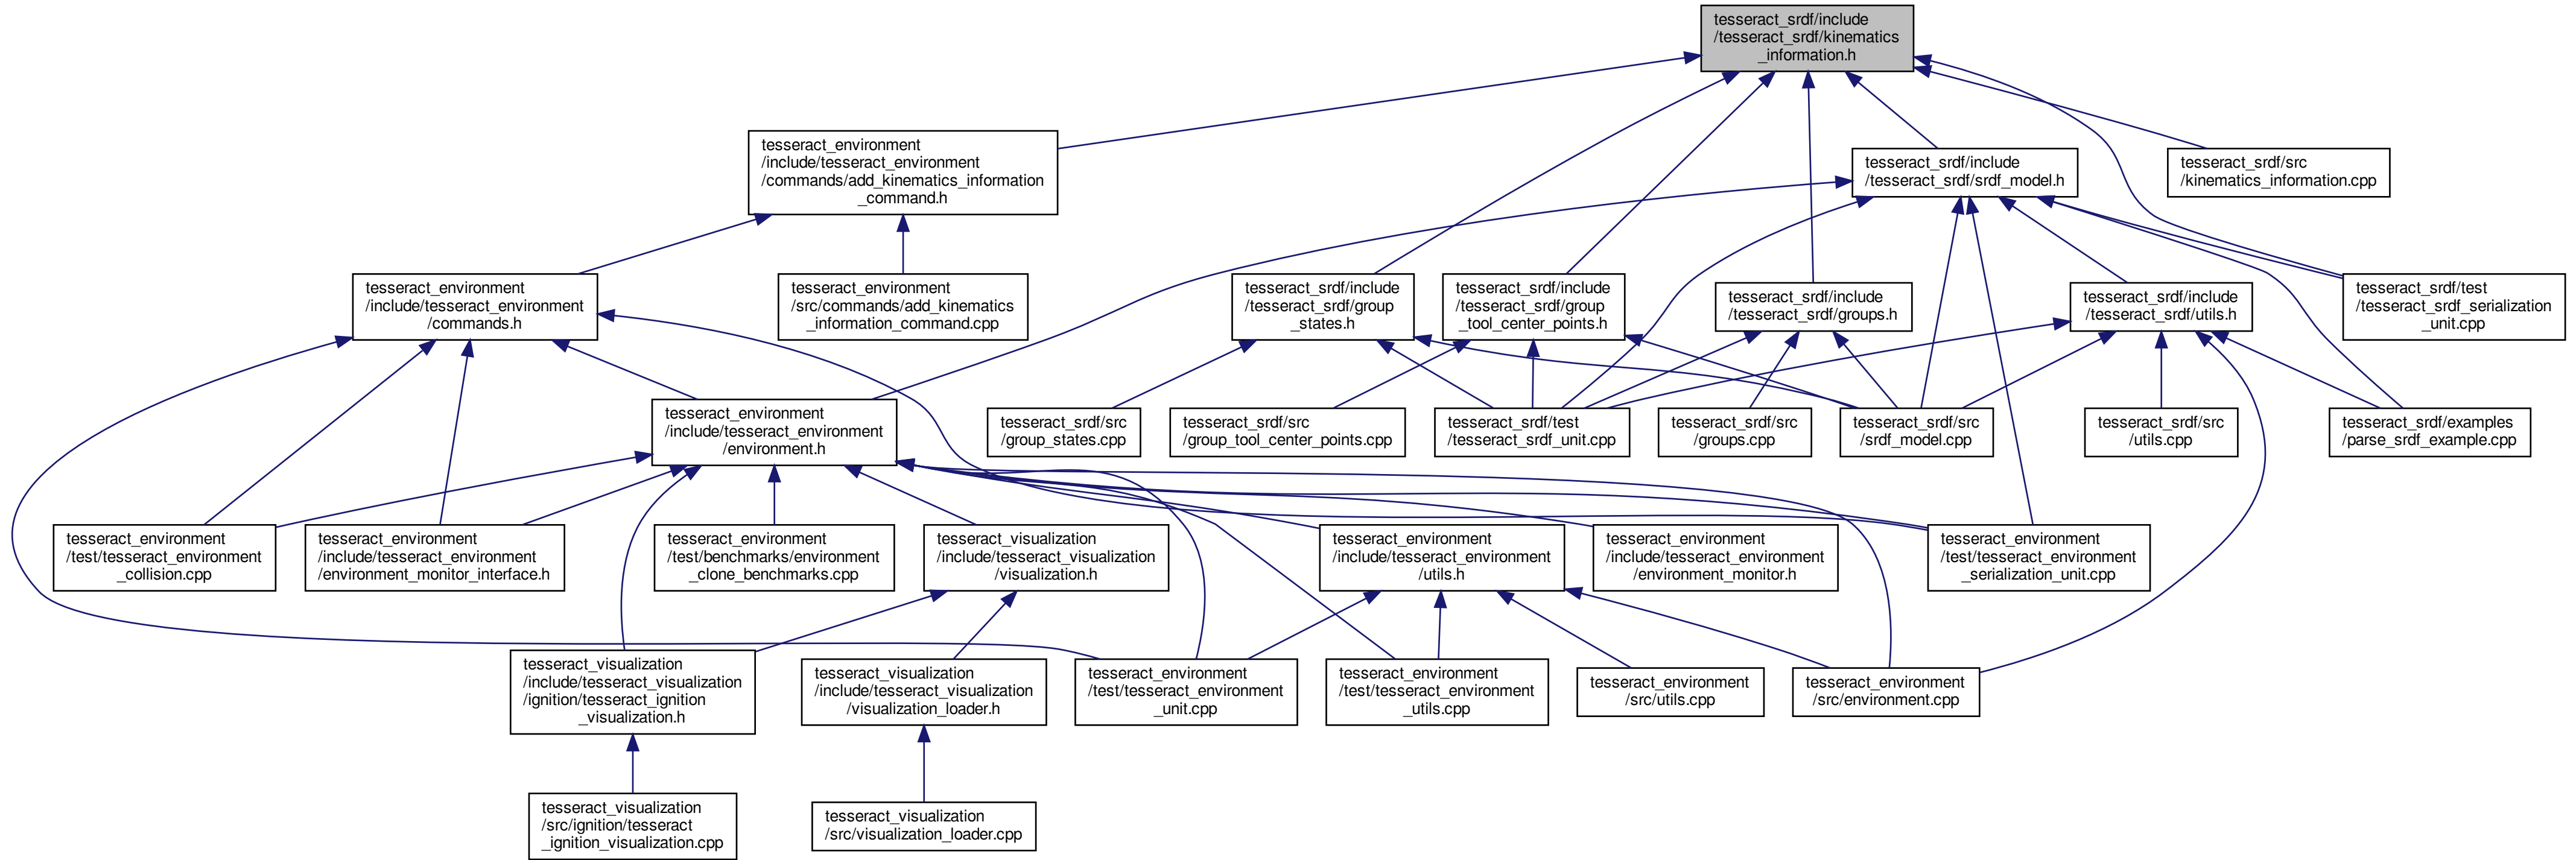 tesseract_srdf/include
/tesseract_srdf/kinematics
_information.h
tesseract_environment
/include/tesseract_environment
/commands/add_kinematics_information
_command.h
tesseract_srdf/include
/tesseract_srdf/srdf_model.h
tesseract_srdf/src
/kinematics_information.cpp
tesseract_environment
/include/tesseract_environment
/commands.h
tesseract_environment
/src/commands/add_kinematics
_information_command.cpp
tesseract_srdf/include
/tesseract_srdf/group
_states.h
tesseract_srdf/include
/tesseract_srdf/group
_tool_center_points.h
tesseract_srdf/include
/tesseract_srdf/groups.h
tesseract_srdf/include
/tesseract_srdf/utils.h
tesseract_srdf/test
/tesseract_srdf_serialization
_unit.cpp
tesseract_environment
/include/tesseract_environment
/environment.h
tesseract_srdf/src
/group_states.cpp
tesseract_srdf/src
/group_tool_center_points.cpp
tesseract_srdf/test
/tesseract_srdf_unit.cpp
tesseract_srdf/src
/groups.cpp
tesseract_srdf/src
/srdf_model.cpp
tesseract_srdf/src
/utils.cpp
tesseract_srdf/examples
/parse_srdf_example.cpp
tesseract_environment
/test/tesseract_environment
_collision.cpp
tesseract_environment
/include/tesseract_environment
/environment_monitor_interface.h
tesseract_environment
/test/benchmarks/environment
_clone_benchmarks.cpp
tesseract_visualization
/include/tesseract_visualization
/visualization.h
tesseract_environment
/include/tesseract_environment
/utils.h
tesseract_environment
/include/tesseract_environment
/environment_monitor.h
tesseract_environment
/test/tesseract_environment
_serialization_unit.cpp
tesseract_visualization
/include/tesseract_visualization
/ignition/tesseract_ignition
_visualization.h
tesseract_visualization
/include/tesseract_visualization
/visualization_loader.h
tesseract_environment
/test/tesseract_environment
_unit.cpp
tesseract_environment
/test/tesseract_environment
_utils.cpp
tesseract_environment
/src/utils.cpp
tesseract_environment
/src/environment.cpp
tesseract_visualization
/src/ignition/tesseract
_ignition_visualization.cpp
tesseract_visualization
/src/visualization_loader.cpp